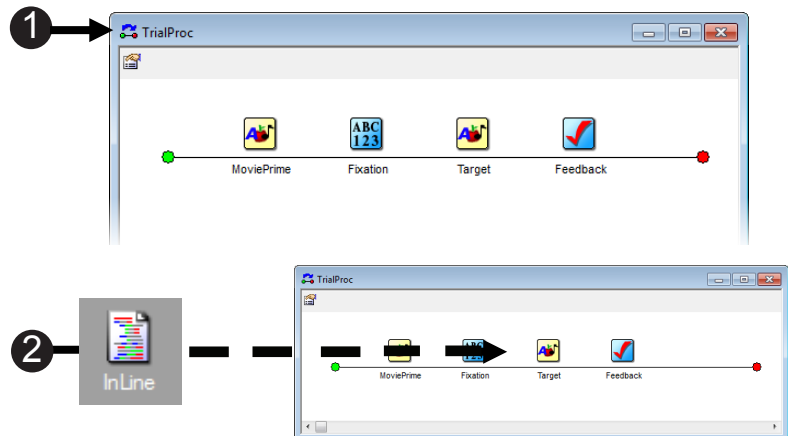 1
TrialProc
ABC
123
MoviePrime Fixation Target Feedback
2
InLine
TrialProc
MoviePrime Fixation Target Feedback